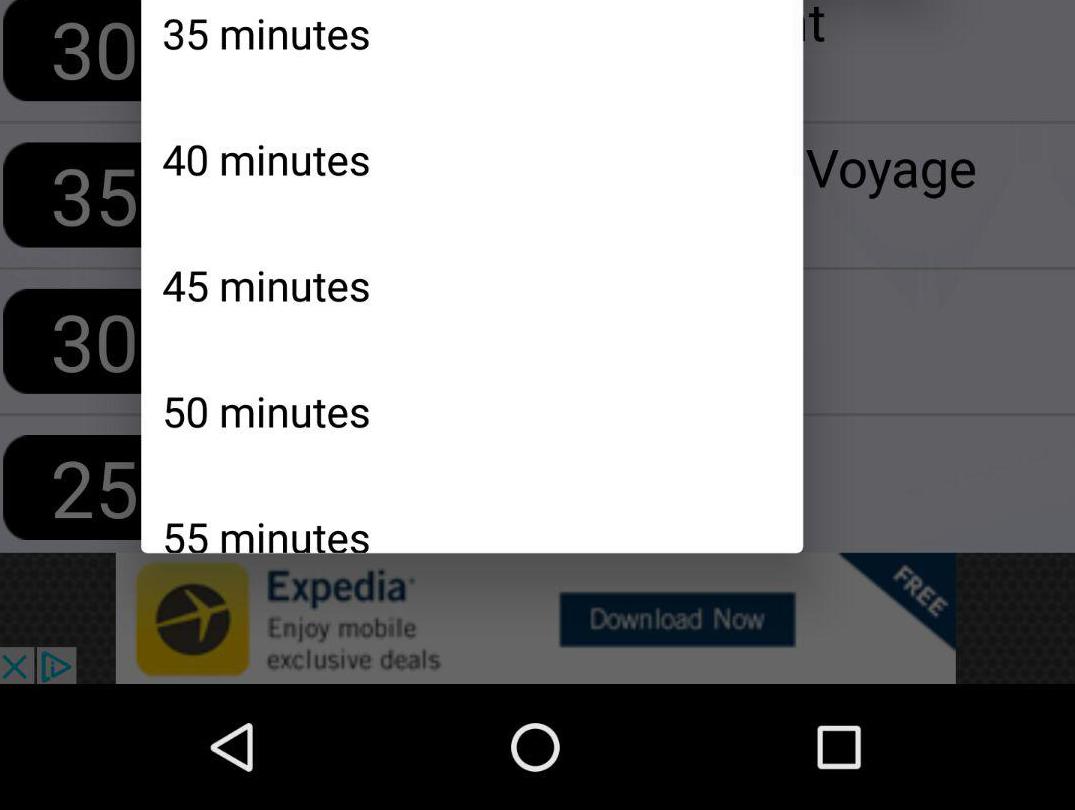 30
35 minutes
40 minutes
35
Voyage
45 minutes
30
50 minutes
25
55 minutes
Expedia
Enjoy mobile
exclusive deals
Download Now
FREE